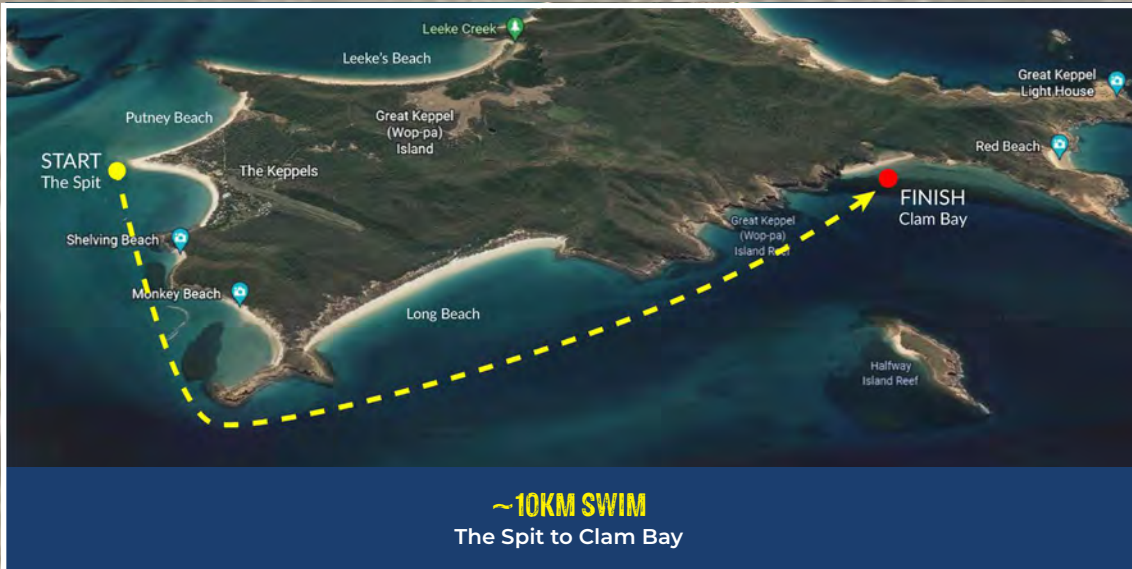 Leeke Creek
Leeke's Beach
Great Keppel
Light House
Putney Beach
Great Keppel
(Wop-pa)
Island
Red Beach
START
The Spit
The Keppels
FINISH
Clam Bay
Great Keppel
(Wop-pa)
Island Reef
Shelving Beach
Monkey Beach
Long Beach
Halfway
Island Reef
~10KM SWIM
The Spit to Clam Bay